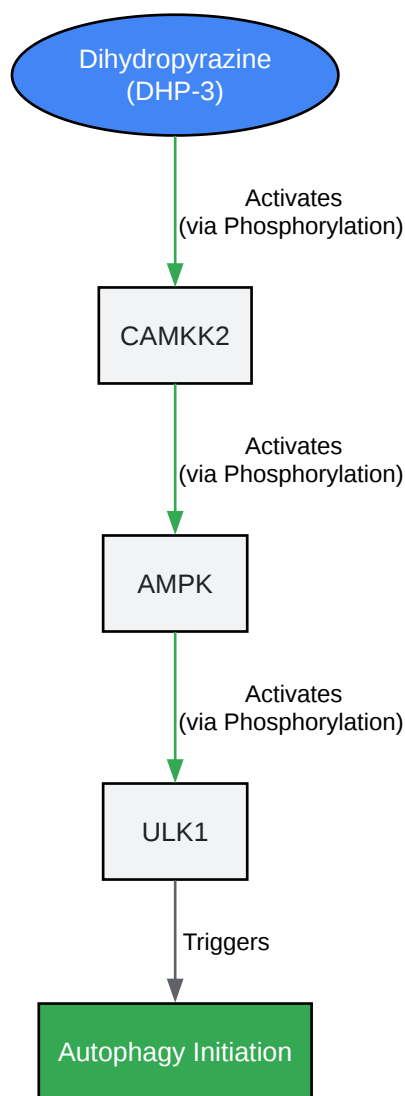 Dihydropyrazine
(DHP-3)
Activates
(via Phosphorylation)
CAMKK2
Activates
(via Phosphorylation)
AMPK
Activates
(via Phosphorylation)
ULK1
Triggers
Autophagy Initiation